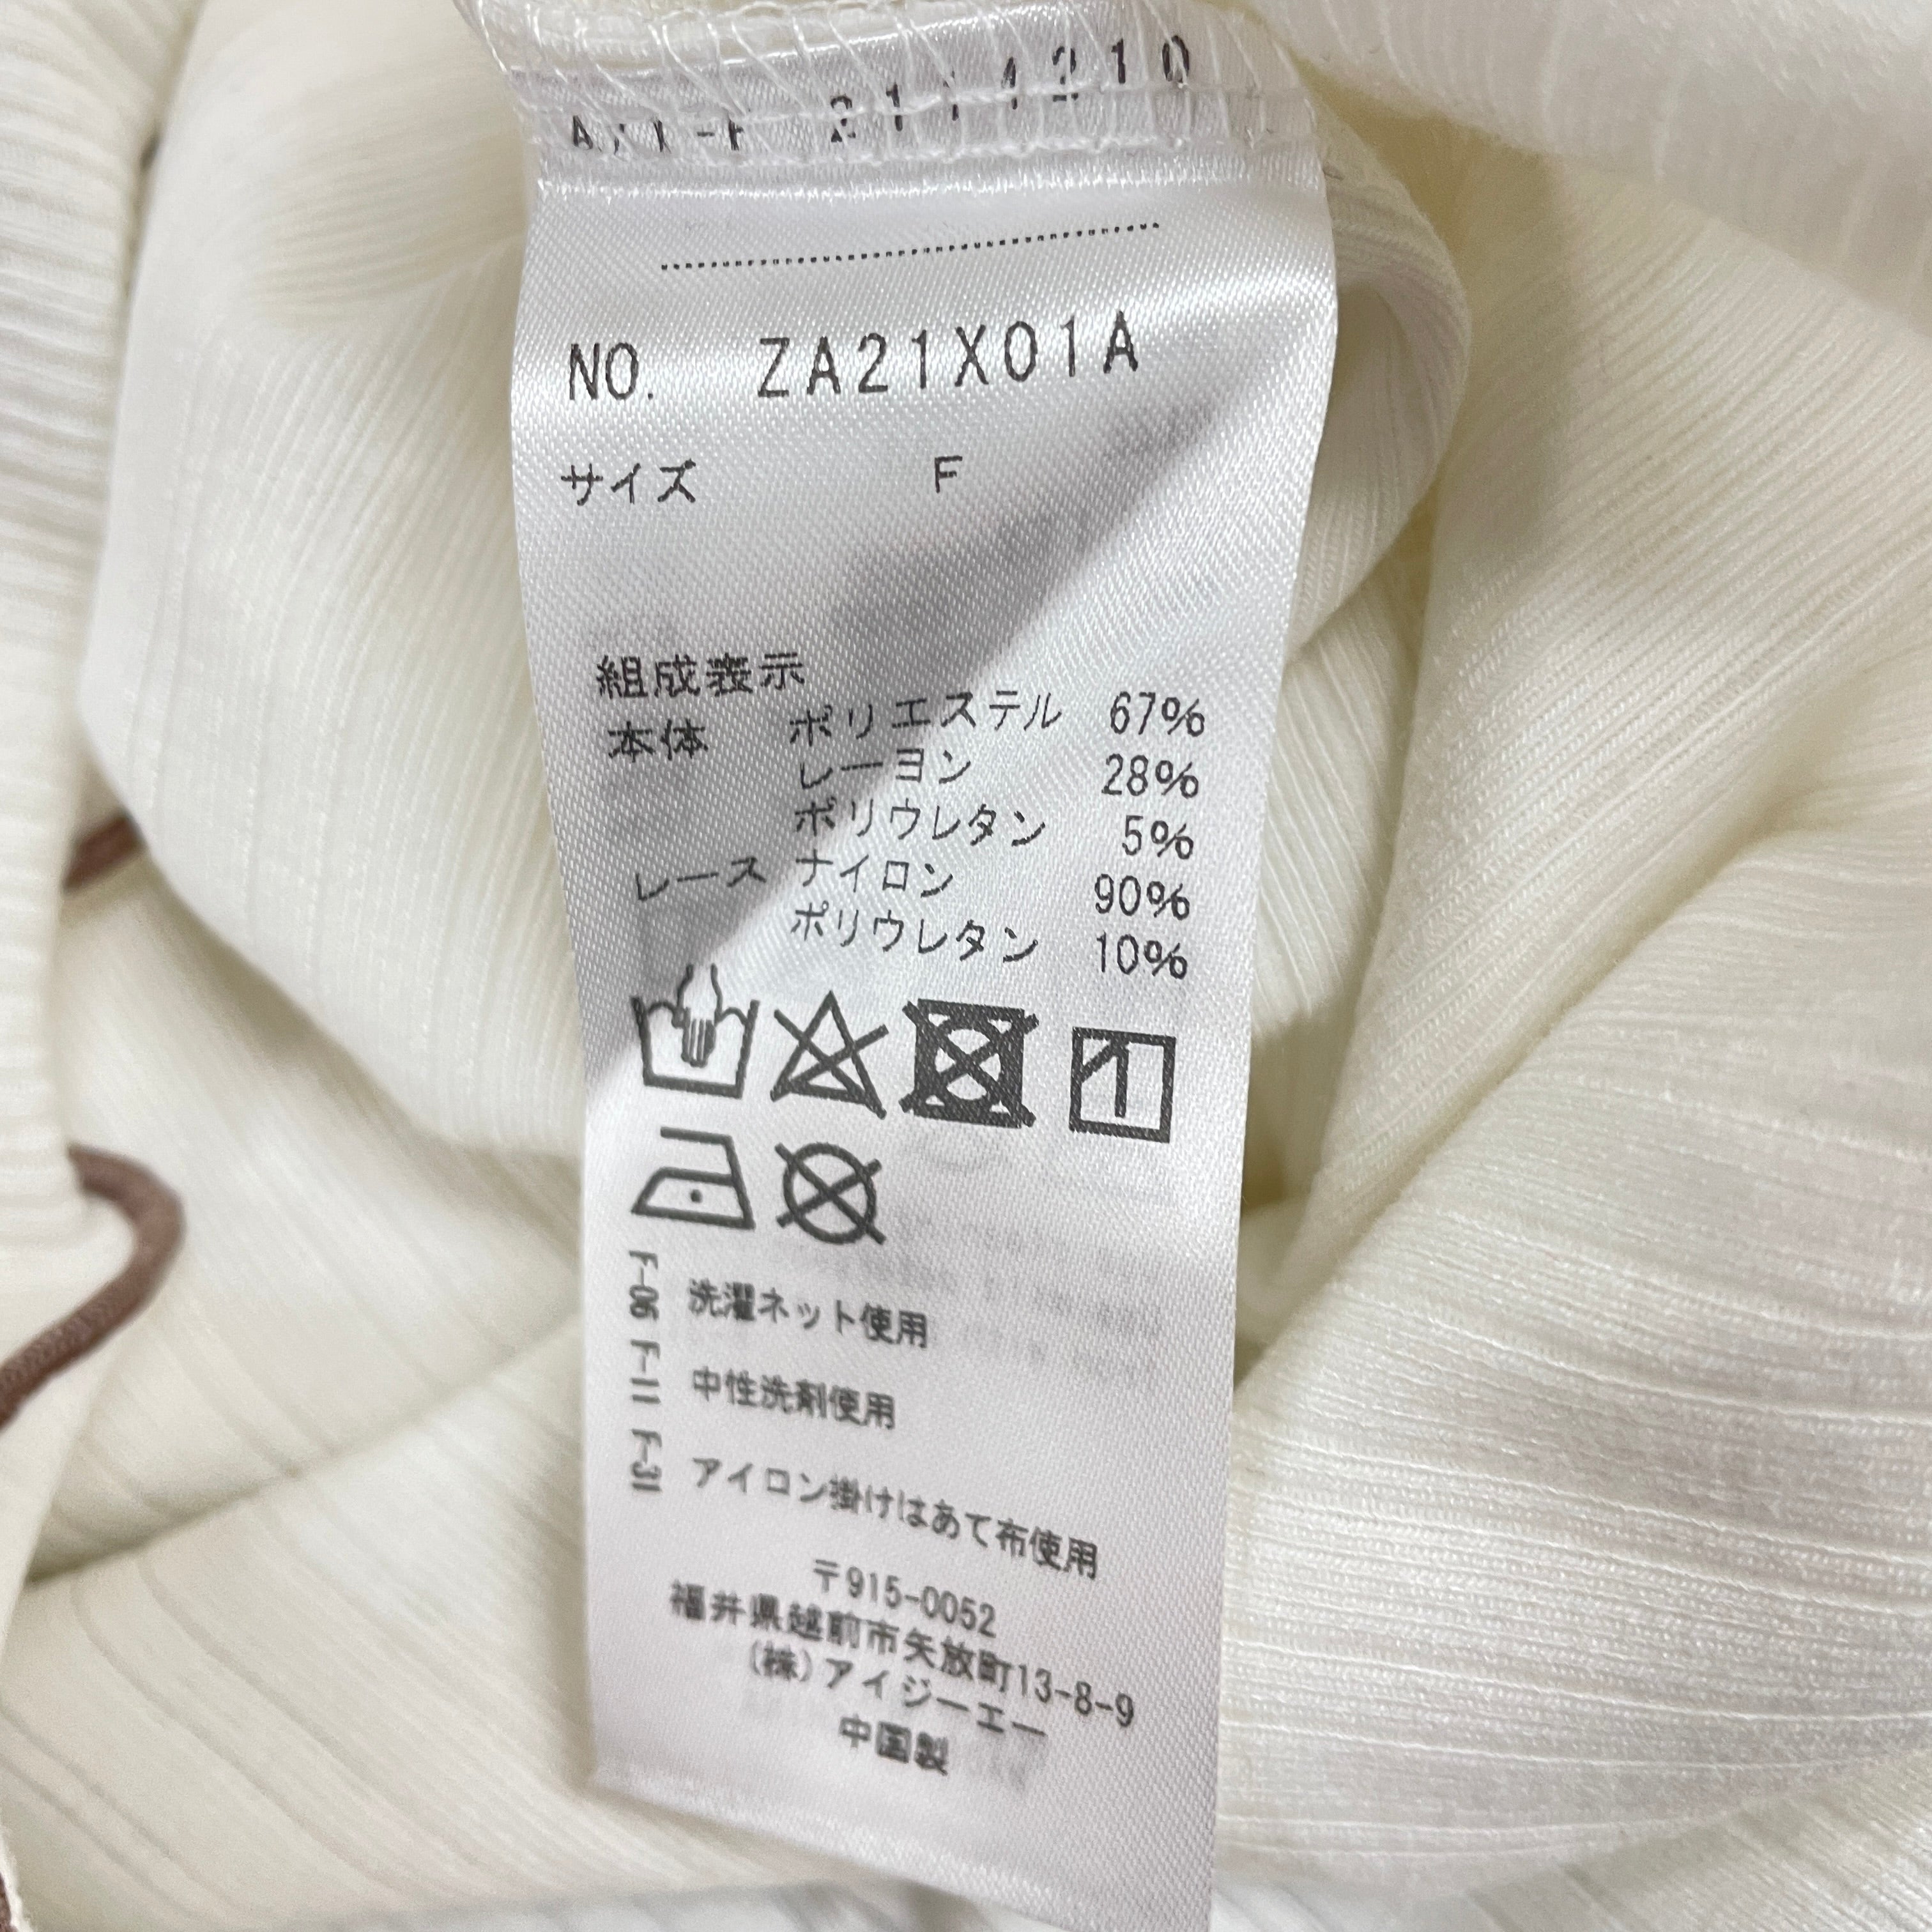 2114210
NO. ZA21X01A
サイズ F
組成表示
本体 ポリエステル 67%
レーヨン 28%
ポリウレタン 5%
レース ナイロン 90%
ポリウレタン 10%
F-06 洗濯ネット使用
F-11 中性洗剤使用
F-31 アイロン掛けはあて布使用
〒915-0052
福井県越前市矢放町13-8-9
(株)アイジーエー
中国製